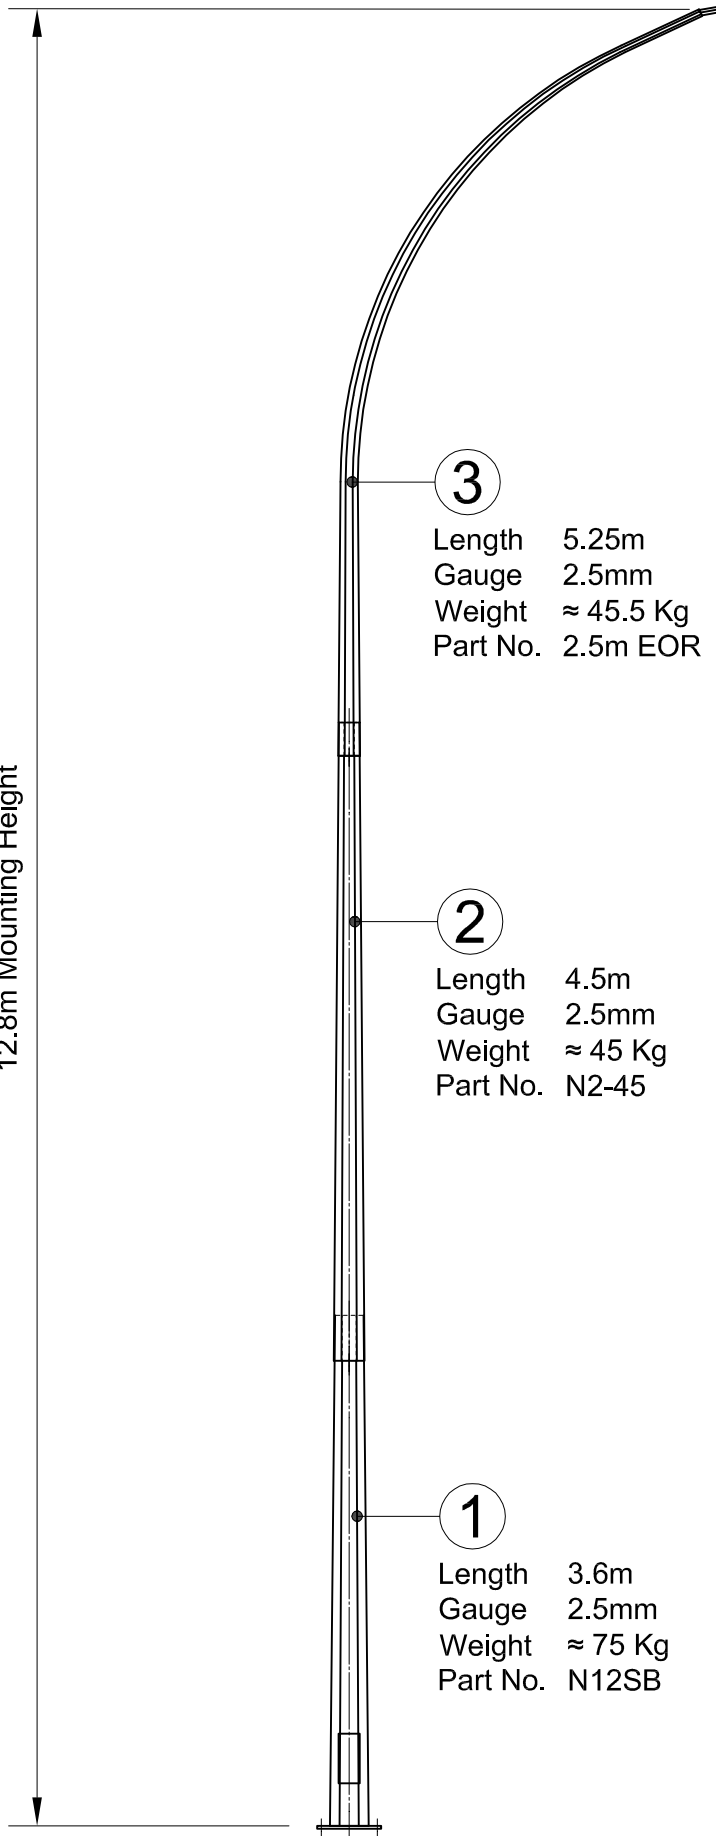 3
Length 5.25m
Gauge 2.5mm
Weight ≈ 45.5 Kg
Part No. 2.5m EOR
12.8m Mounting Height
2
Length 4.5m
Gauge 2.5mm
Weight ≈ 45 Kg
Part No. N2-45
1
Length 3.6m
Gauge 2.5mm
Weight ≈ 75 Kg
Part No. N12SB